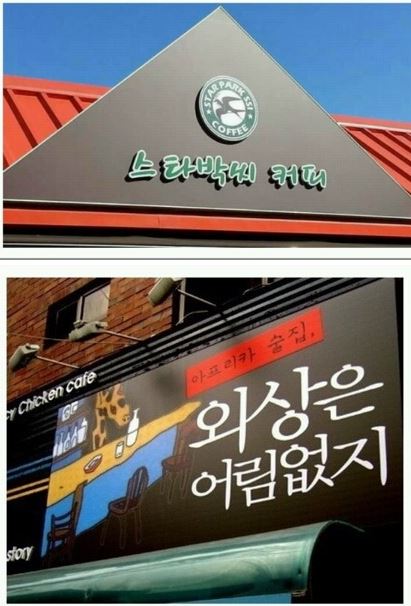 STAR PARK SSI
COFFEE
스타박씨 커피
cy Chicken cafe
아프리카 술집,
외상은
어림없지
story